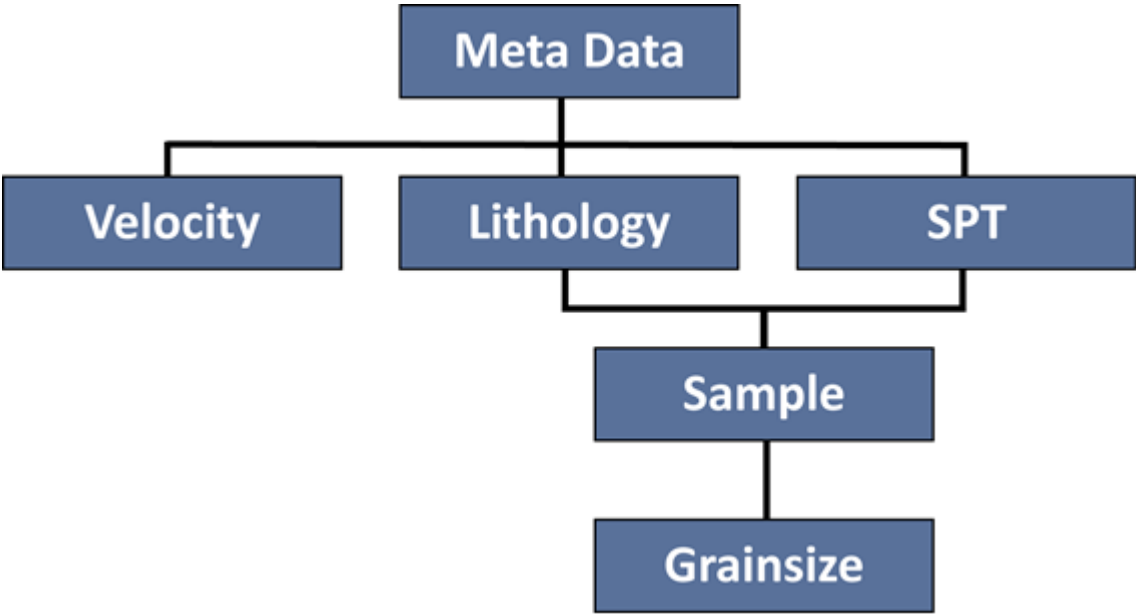 Meta Data
Velocity
Lithology
SPT
Sample
Grainsize